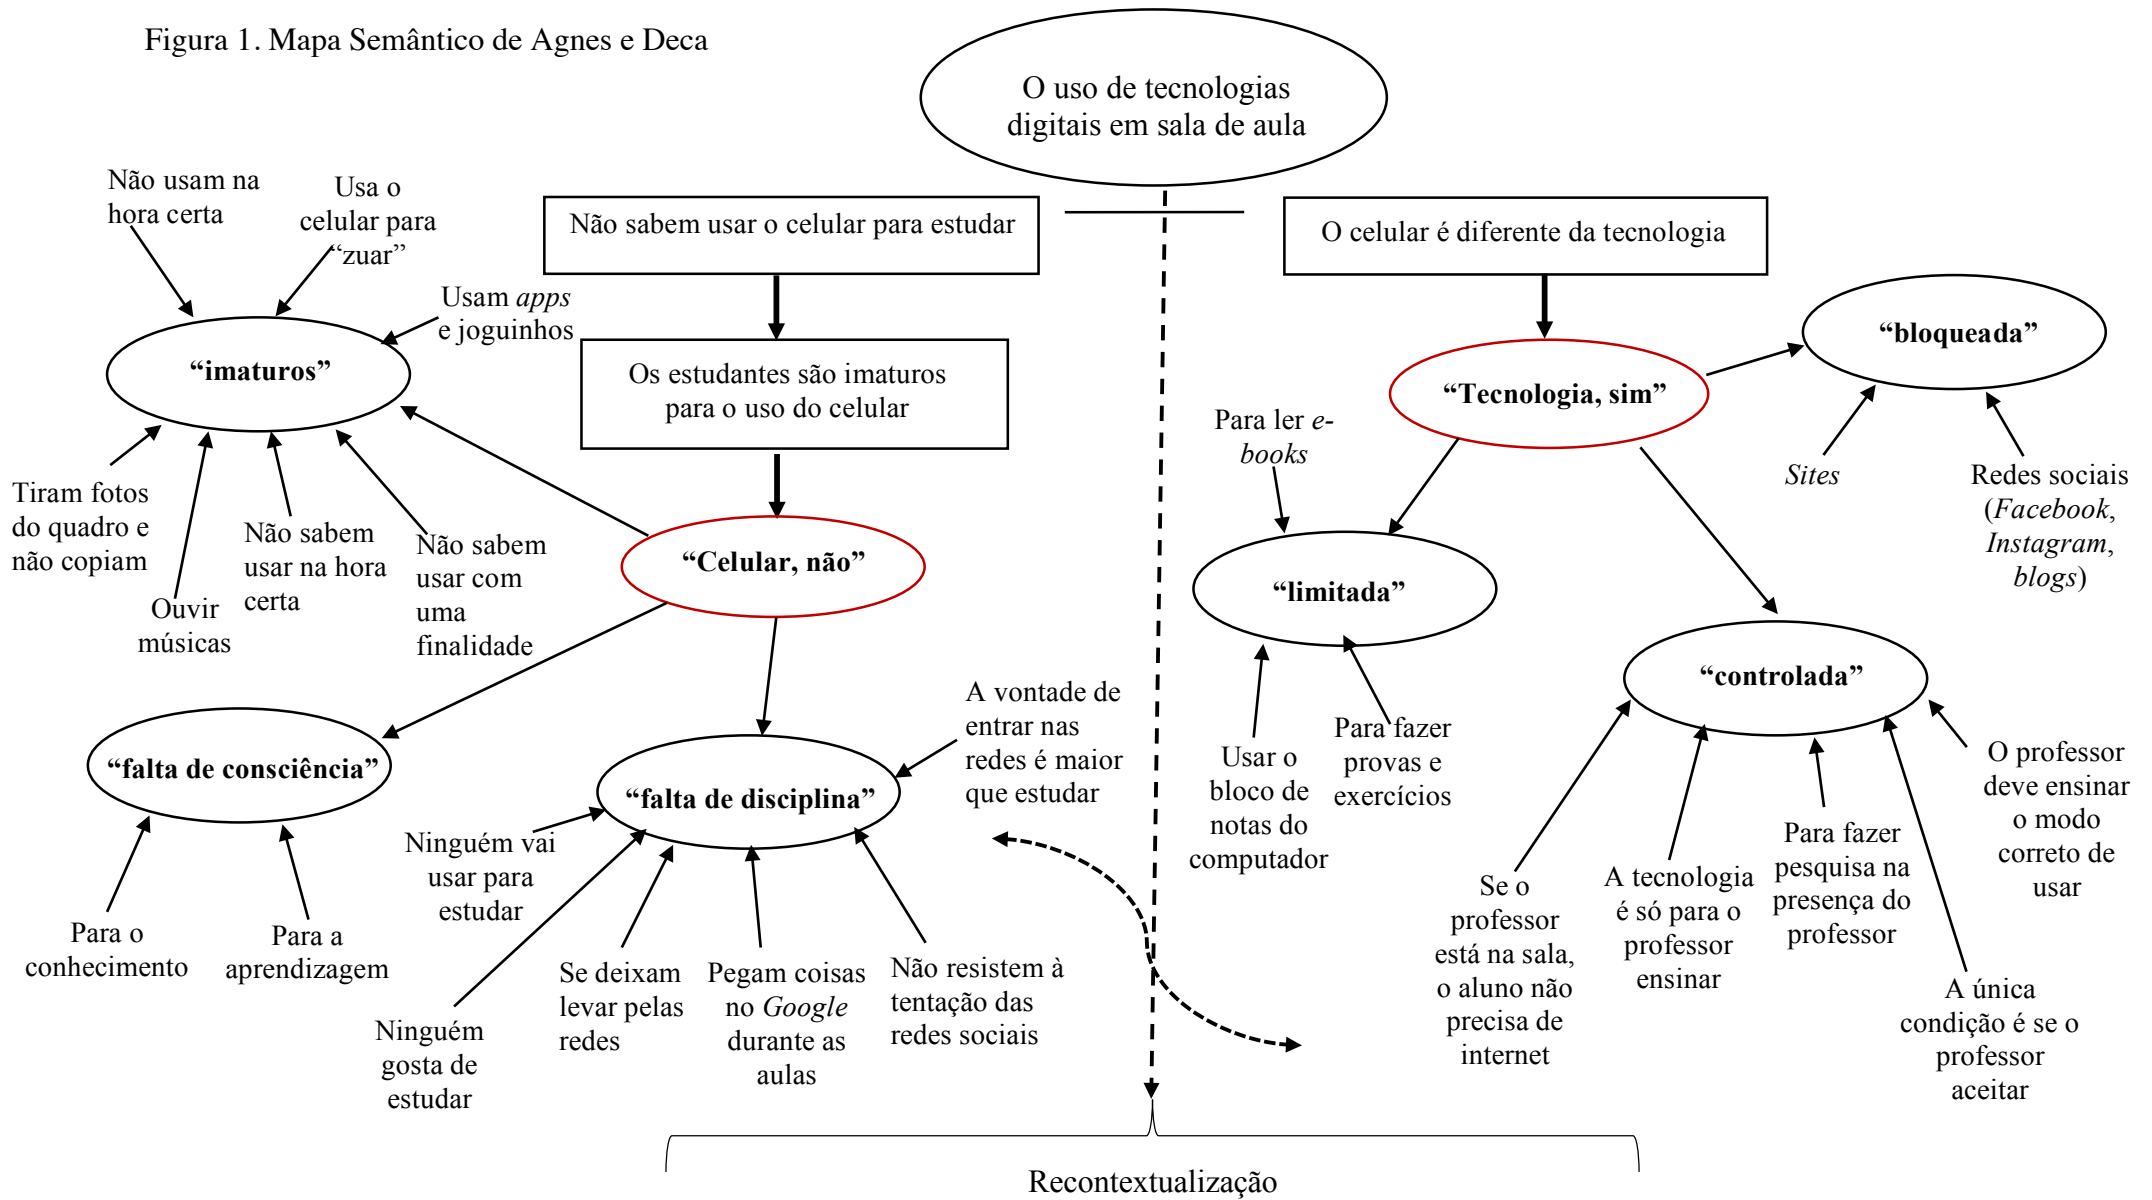 Figura 1. Mapa Semântico de Agnes e Deca
O uso de tecnologias
digitais em sala de aula
Não sabem usar o celular para estudar
Os estudantes são imaturos
para o uso do celular
“Celular, não”
Não usam na
hora certa
Usa o
celular para
“zuar”
Usam apps
e joguinhos
“imaturos”
Tiram fotos
do quadro e
não copiam
Ouvir
músicas
Não sabem
usar na hora
certa
Não sabem
usar com
uma
finalidade
“falta de consciência”
Para o
conhecimento
Para a
aprendizagem
“falta de disciplina”
A vontade de
entrar nas
redes é maior
que estudar
Ninguém vai
usar para
estudar
Ninguém
gosta de
estudar
Se deixam
levar pelas
redes
Pegam coisas
no Google
durante as
aulas
Não resistem à
tentação das
redes sociais
O celular é diferente da tecnologia
“Tecnologia, sim”
“bloqueada”
Sites
Redes sociais
(Facebook,
Instagram,
blogs)
Para ler e-
books
“limitada”
Usar o
bloco de
notas do
computador
Para fazer
provas e
exercícios
“controlada”
Se o
professor
está na sala,
o aluno não
precisa de
internet
A tecnologia
é só para o
professor
ensinar
Para fazer
pesquisa na
presença do
professor
A única
condição é se o
professor
aceitar
O professor
deve ensinar
o modo
correto de
usar
Recontextualização